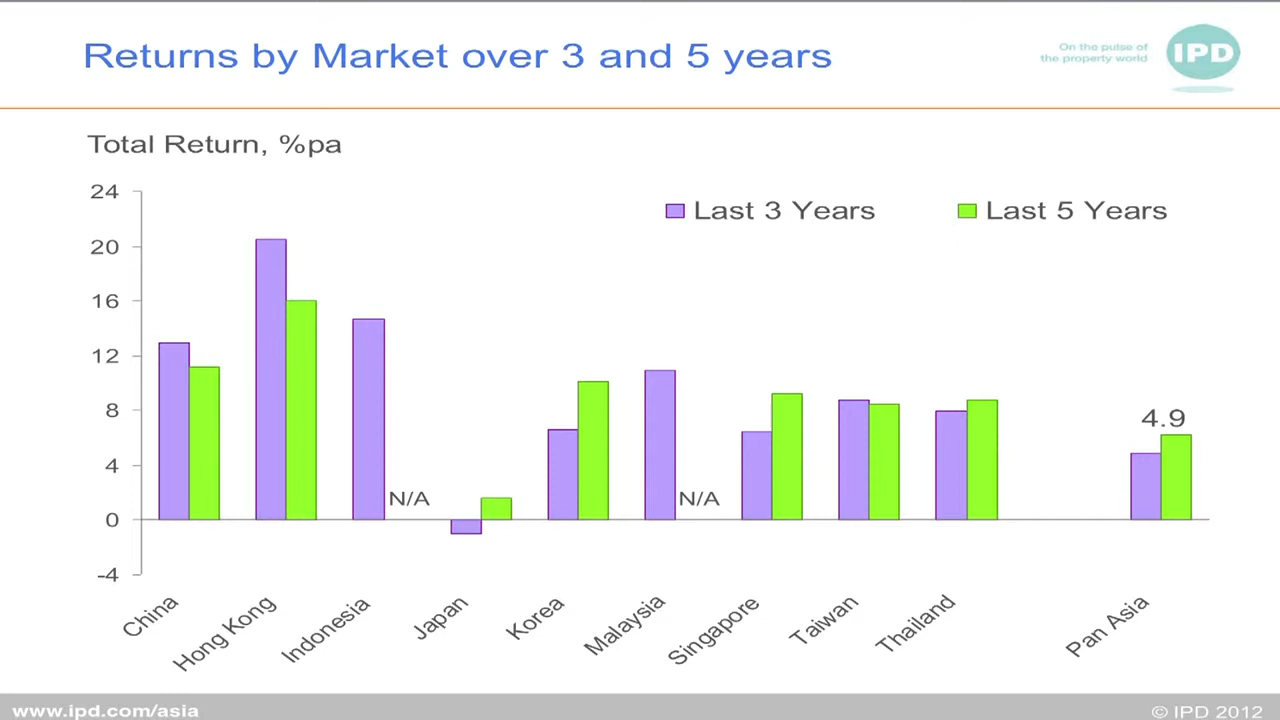 Returns by Market over 3 and 5 years
On the pulse of
the property world
IPD
Total Return, %pa
Last 3 Years
Last 5 Years
24
20
16
12
8
4
0
-4
N/A
N/A
4.9
China
Hong Kong
Indonesia
Japan
Korea
Malaysia
Singapore
Taiwan
Thailand
Pan Asia
www.ipd.com/asia
© IPD 2012